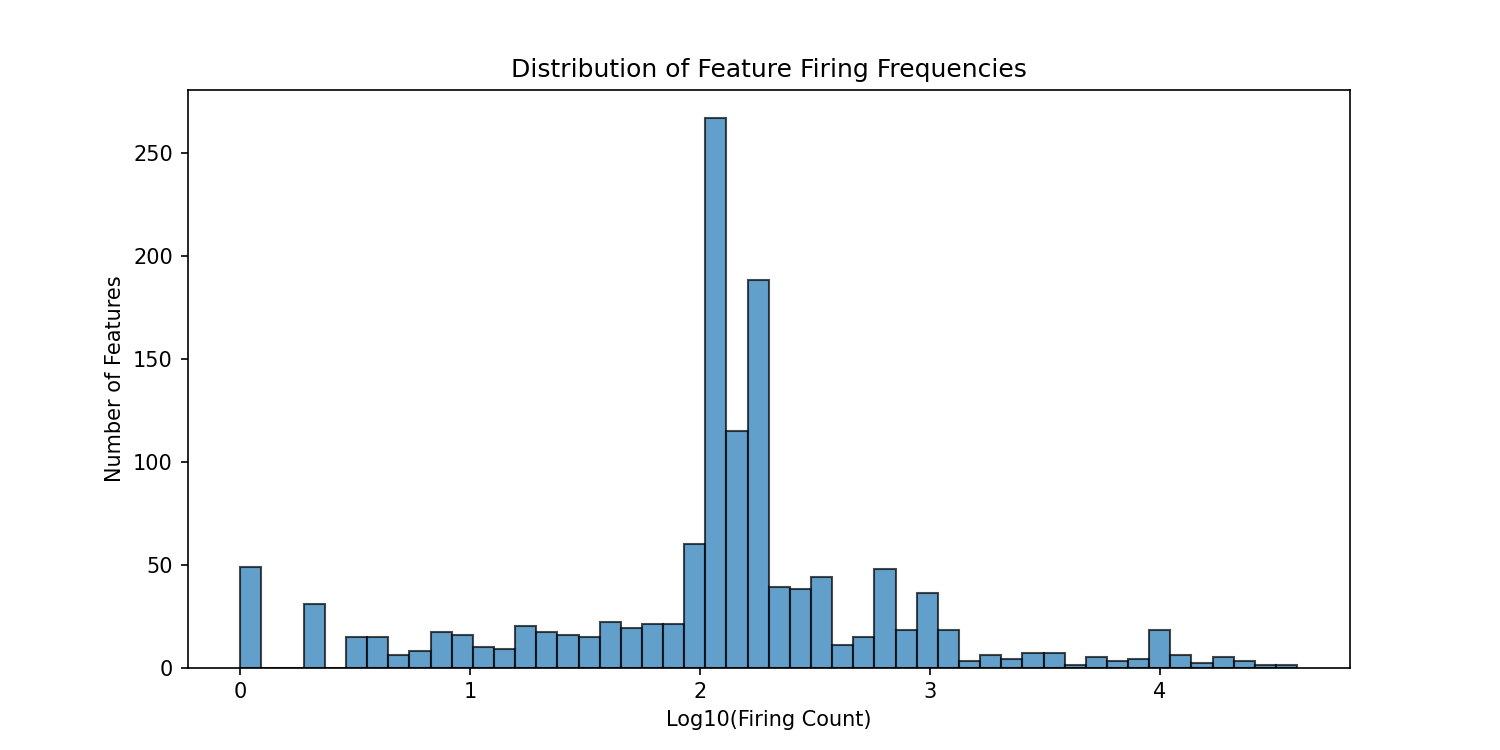 Distribution of Feature Firing Frequencies
Number of Features
250
200
150
100
50
0
0 1 2 3 4
Log10(Firing Count)